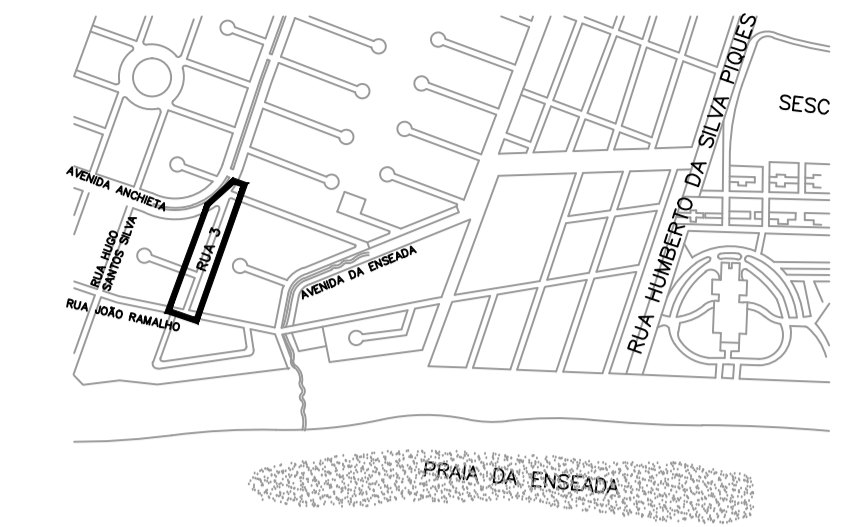 RUA HUMBERTO DA SILVA PIQUES
SESC
AVENIDA ANCHIETA
RUA HUGO
SANTOS SILVA
RUA 3
AVENIDA DA ENSEADA
RUA JOÃO RAMALHO
PRAIA DA ENSEADA